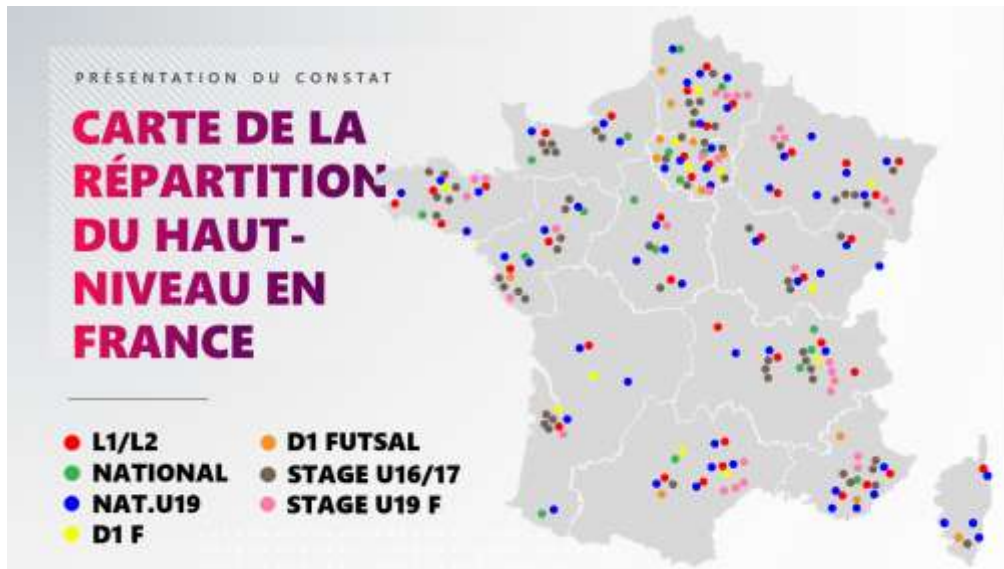 PRÉSENTATION DU CONSTAT
CARTE DE LA
RÉPARTITION
DU HAUT-
NIVEAU EN
FRANCE
L1/L2
NATIONAL
NAT.U19
D1 F
D1 FUTSAL
STAGE U16/17
STAGE U19 F